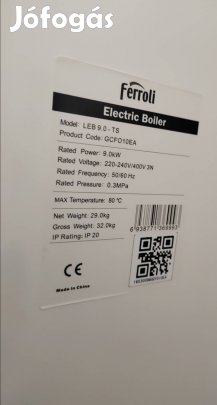 Jófogás
Ferroli
Electric Boiler
Model: LEB 9.0 - TS
Product Code: GCFD10EA
Rated Power: 9.0kW
Rated Voltage: 220-240V/400V 3N
Rated Frequency: 50/60 Hz
Rated Pressure: 0.3MPa
MAX Temperature: 80 °C
Net Weight: 29.0kg
Gross Weight: 32.0kg
IP Rating: IP 20
CE
Made in China